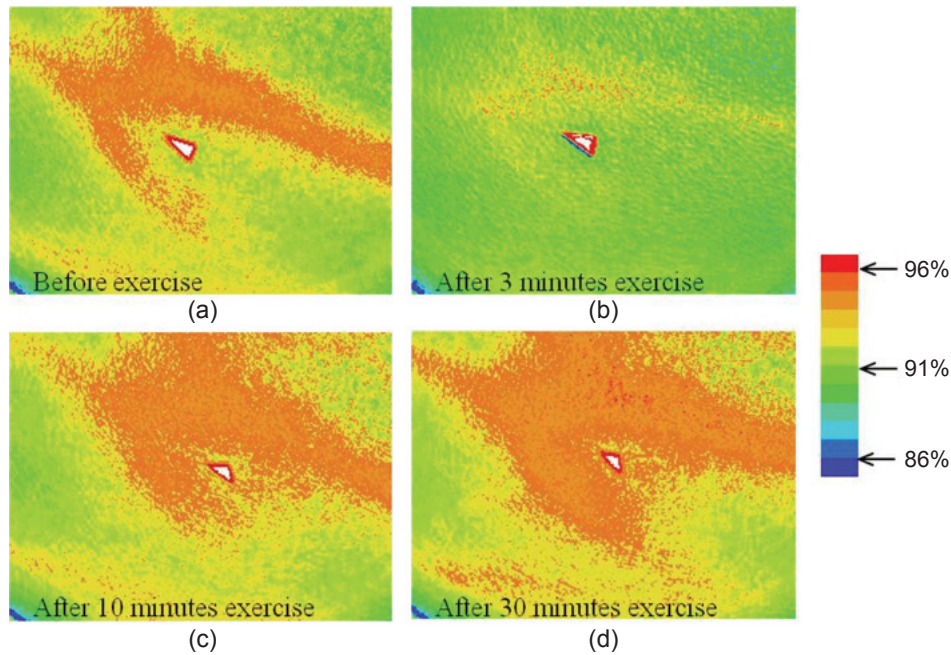 Before exercise
(a)
After 3 minutes exercise
(b)
After 10 minutes exercise
(c)
After 30 minutes exercise
(d)
96%
91%
86%